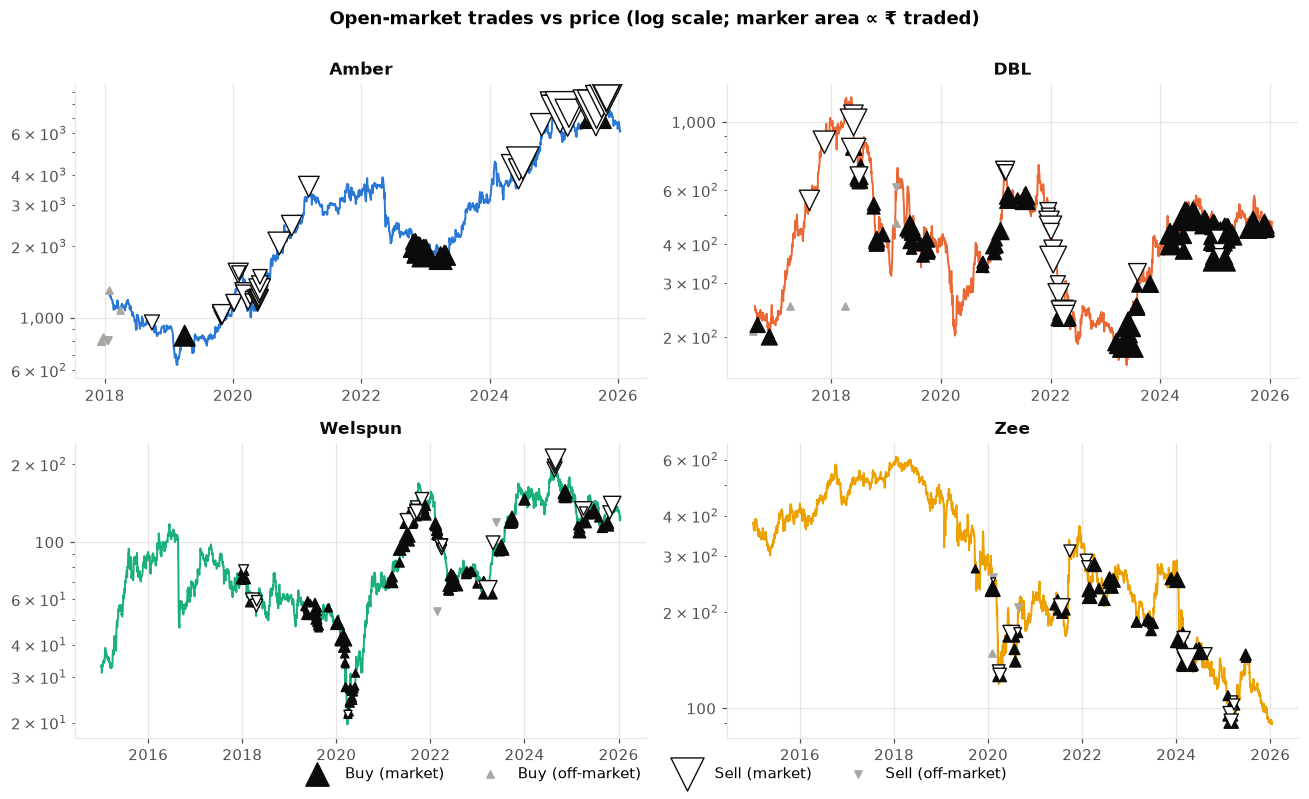 Open-market trades vs price (log scale; marker area ∝ ₹ traded)
Amber
6 × 10³
4 × 10³
3 × 10³
2 × 10³
1,000
6 × 10²
2018 2020 2022 2024 2026
DBL
1,000
6 × 10²
4 × 10²
3 × 10²
2 × 10²
2018 2020 2022 2024 2026
Welspun
2 × 10²
100
6 × 10¹
4 × 10¹
3 × 10¹
2 × 10¹
2016 2018 2020 2022 2024 2026
Zee
6 × 10²
4 × 10²
3 × 10²
2 × 10²
100
2016 2018 2020 2022 2024 2026
Buy (market) Buy (off-market) Sell (market) Sell (off-market)